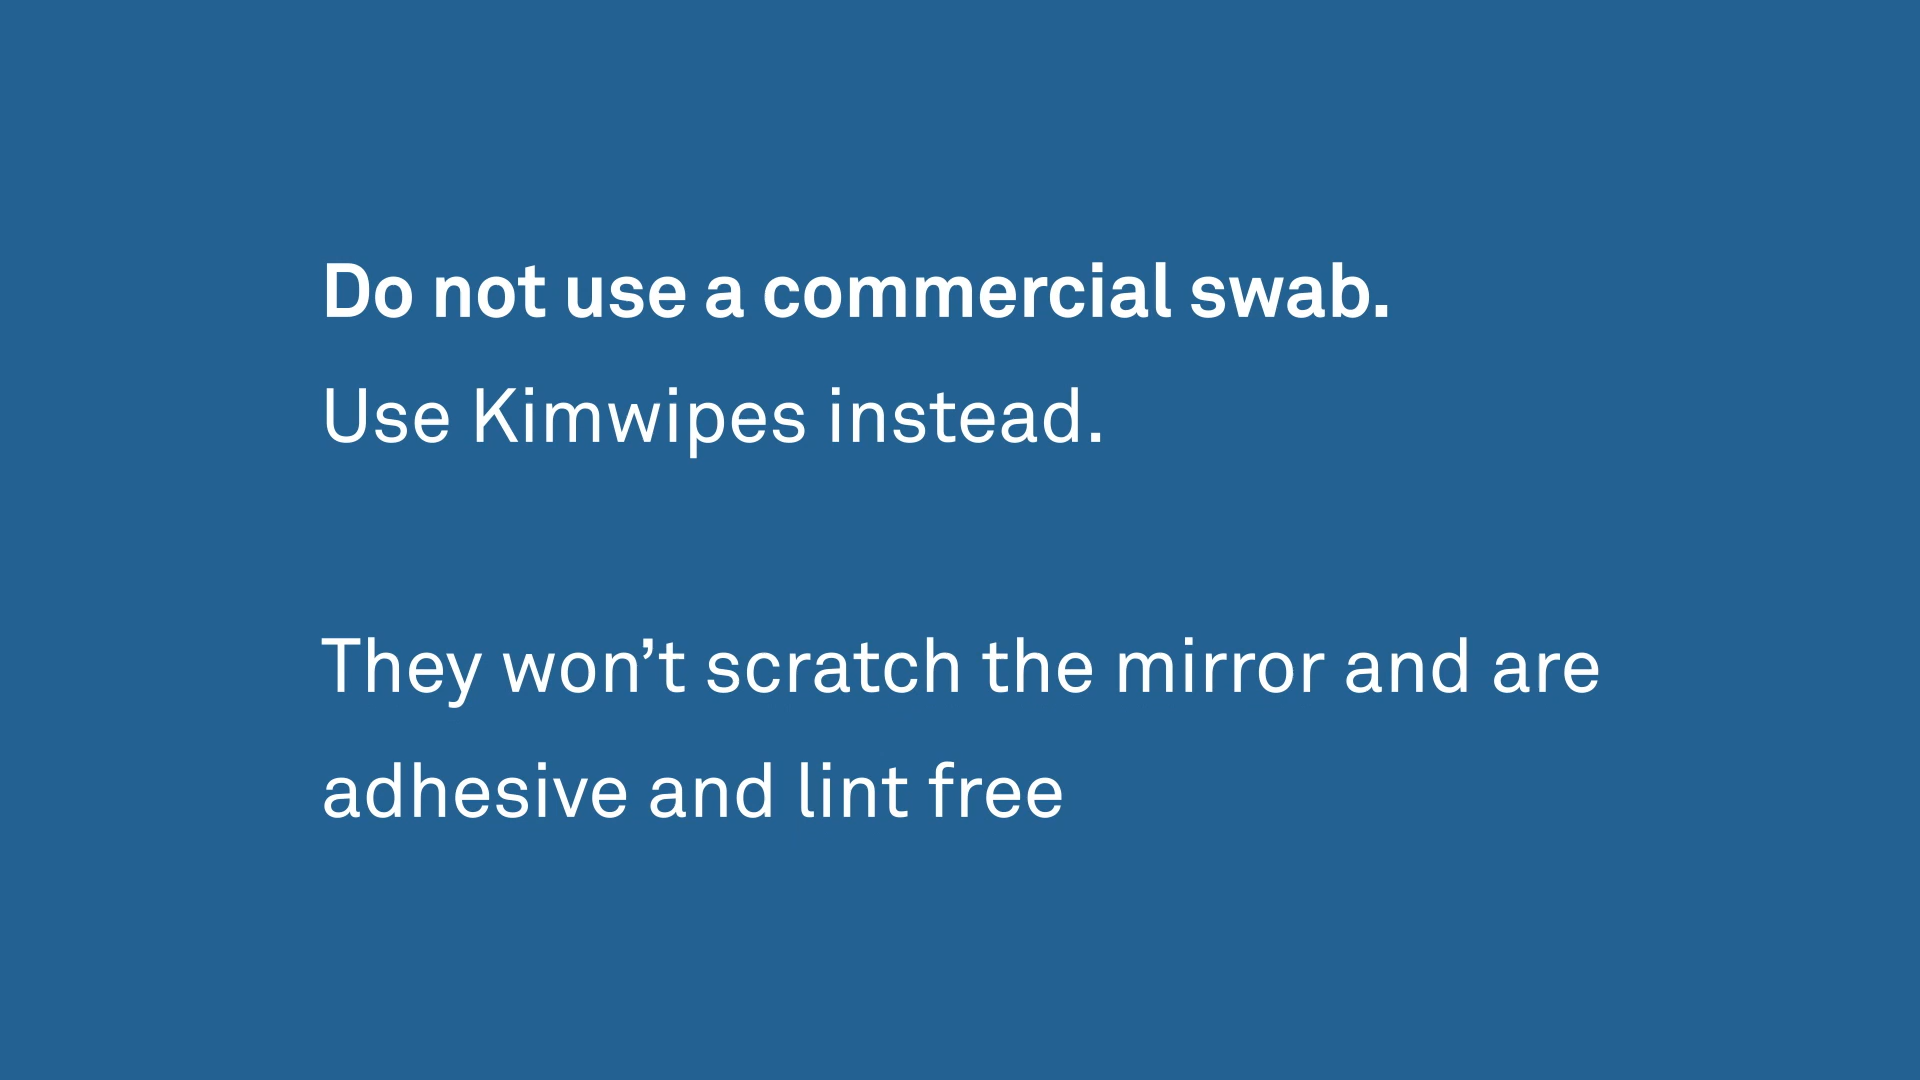 Do not use a commercial swab.
Use Kimwipes instead.
They won’t scratch the mirror and are
adhesive and lint free